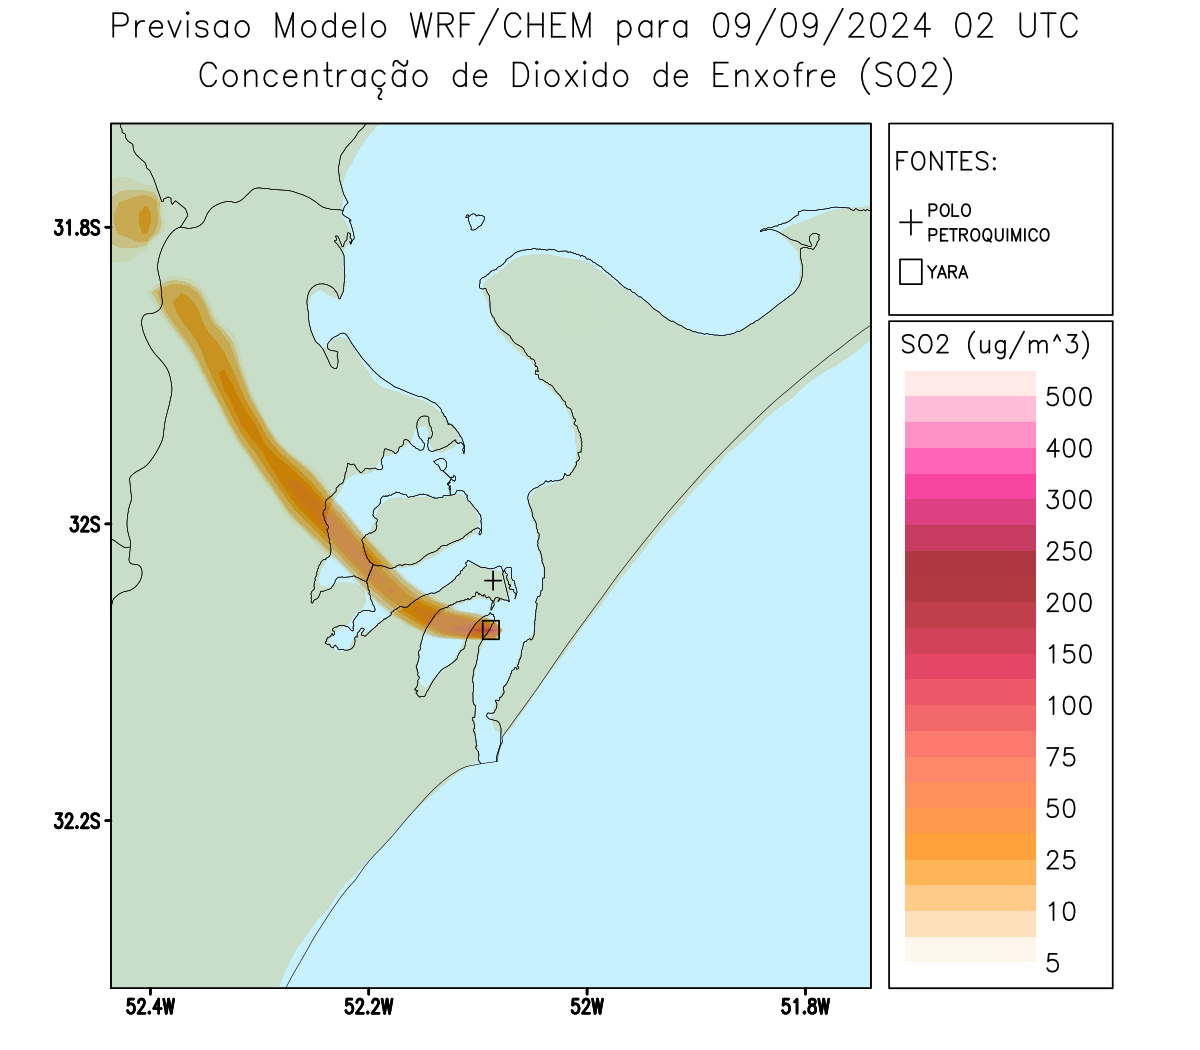 Previsao Modelo WRF/CHEM para 09/09/2024 02 UTC
Concentração de Dioxido de Enxofre (SO2)
FONTES:
POLO
PETROQUIMICO
YARA
31.8S
32S
32.2S
52.4W
52.2W
52W
51.8W
SO2 (ug/m^3)
500
400
300
250
200
150
100
75
50
25
10
5